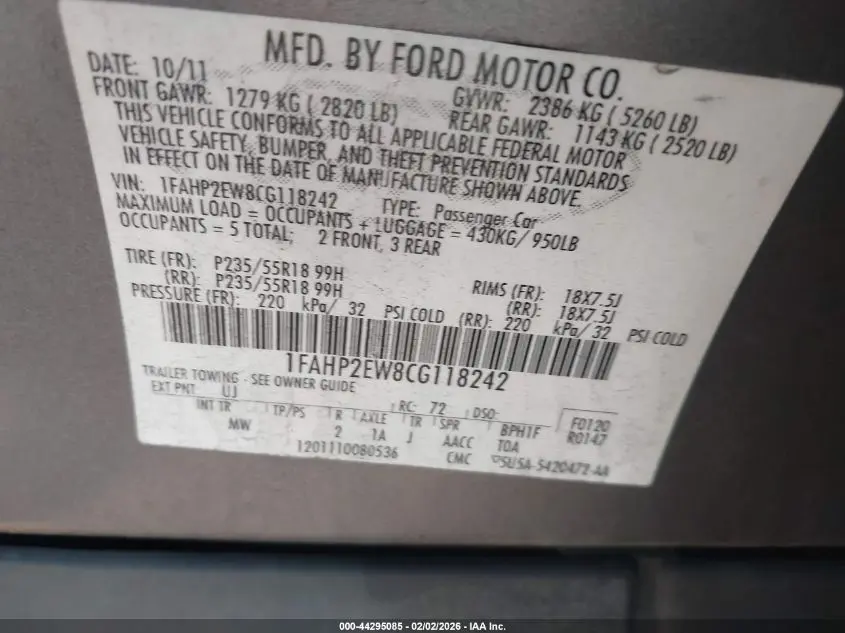 MFD. BY FORD MOTOR CO.
DATE: 10/11 GVWR: 2386 KG ( 5260 LB)
FRONT GAWR: 1279 KG ( 2820 LB) REAR GAWR: 1143 KG ( 2520 LB)
THIS VEHICLE CONFORMS TO ALL APPLICABLE FEDERAL MOTOR
VEHICLE SAFETY, BUMPER, AND THEFT PREVENTION STANDARDS
IN EFFECT ON THE DATE OF MANUFACTURE SHOWN ABOVE.
VIN: 1FAHP2EW8CG118242 TYPE: Passenger Car
MAXIMUM LOAD = OCCUPANTS + LUGGAGE = 430KG/ 950LB
OCCUPANTS = 5 TOTAL; 2 FRONT, 3 REAR
TIRE (FR): P235/55R18 99H RIMS (FR): 18X7.5J
(RR): P235/55R18 99H (RR): 18X7.5J
PRESSURE (FR): 220 kPa/ 32 PSI COLD (RR): 220 kPa/ 32 PSI COLD
1FAHP2EW8CG118242
TRAILER TOWING - SEE OWNER GUIDE
EXT PNT UJ RC: 72 DSO: F0120
INT TR TP/PS R AXLE TR SPR BPH1F R0147
MW 2 1A J AACC TOA
1201110080536 CMC 5U5A-5420472-AA
000-44295085 - 02/02/2026 - IAA Inc.